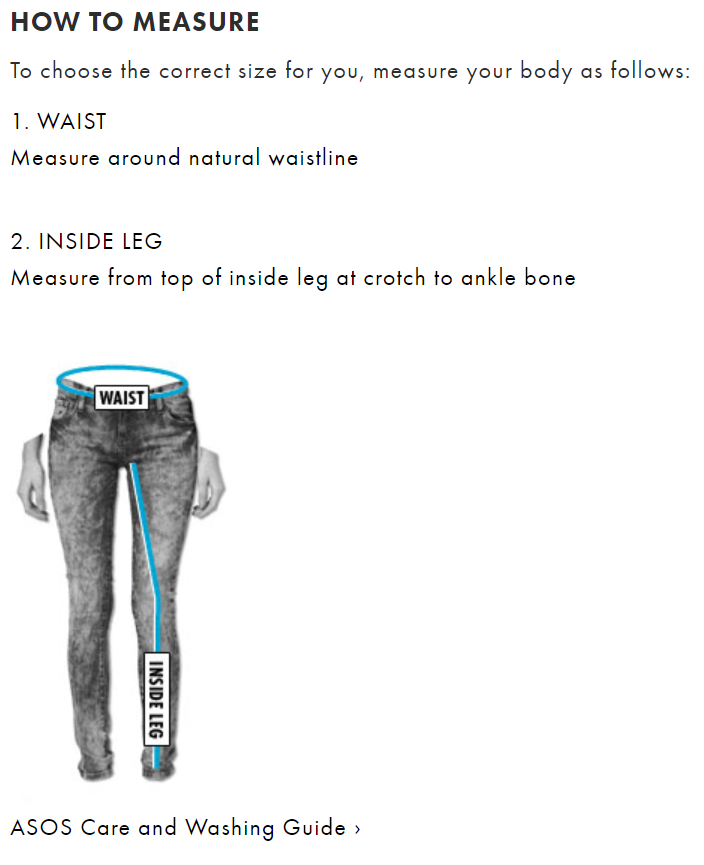 HOW TO MEASURE
To choose the correct size for you, measure your body as follows:
1. WAIST
Measure around natural waistline
2. INSIDE LEG
Measure from top of inside leg at crotch to ankle bone
WAIST
INSIDE LEG
ASOS Care and Washing Guide ›